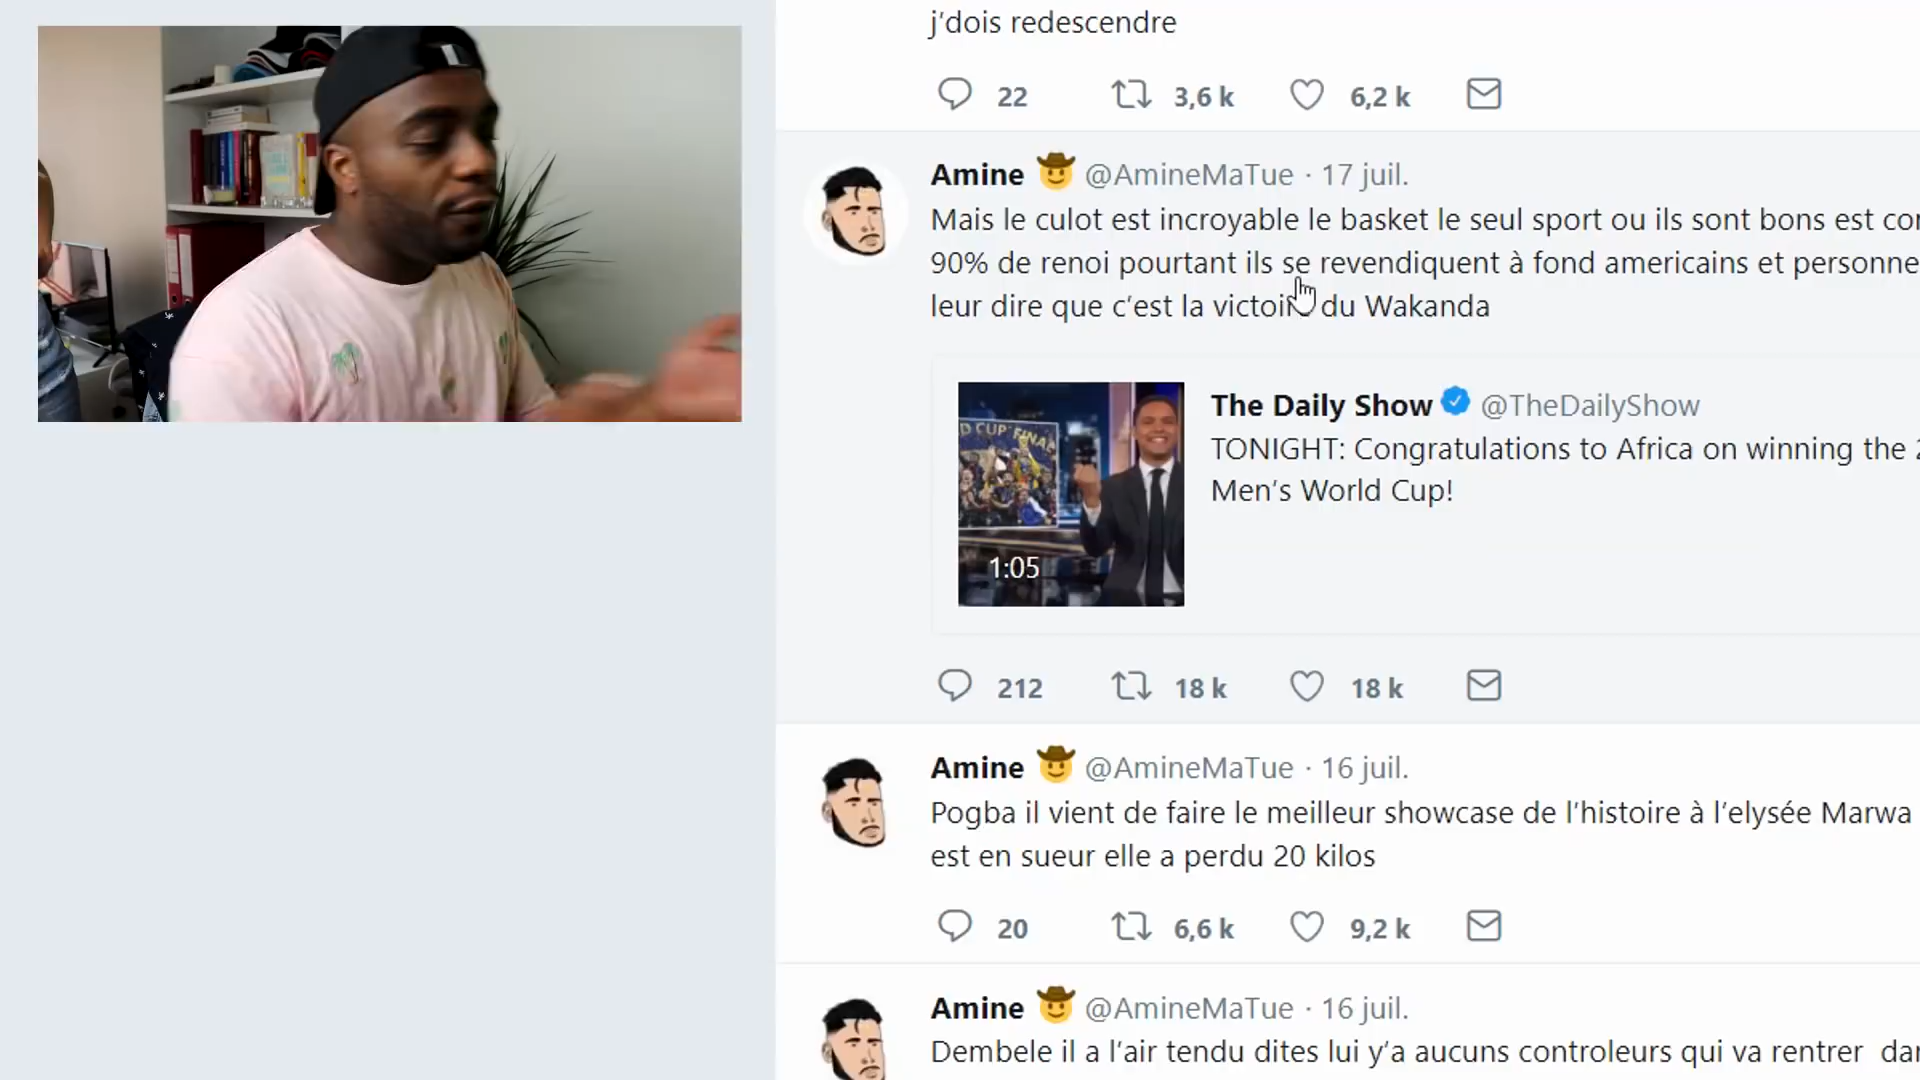 j'dois redescendre
22 3,6 k 6,2 k
Amine @AmineMaTue · 17 juil.
Mais le culot est incroyable le basket le seul sport ou ils sont bons est
90% de renoi pourtant ils se revendiquent à fond americains et personne
leur dire que c'est la victoire du Wakanda
D CUP FINAL
1:05
The Daily Show @TheDailyShow
TONIGHT: Congratulations to Africa on winning the
Men's World Cup!
212 18 k 18 k
Amine @AmineMaTue · 16 juil.
Pogba il vient de faire le meilleur showcase de l'histoire à l'elysée Marwa
est en sueur elle a perdu 20 kilos
20 6,6 k 9,2 k
Amine @AmineMaTue · 16 juil.
Dembele il a l'air tendu dites lui y'a aucuns controleurs qui va rentrer